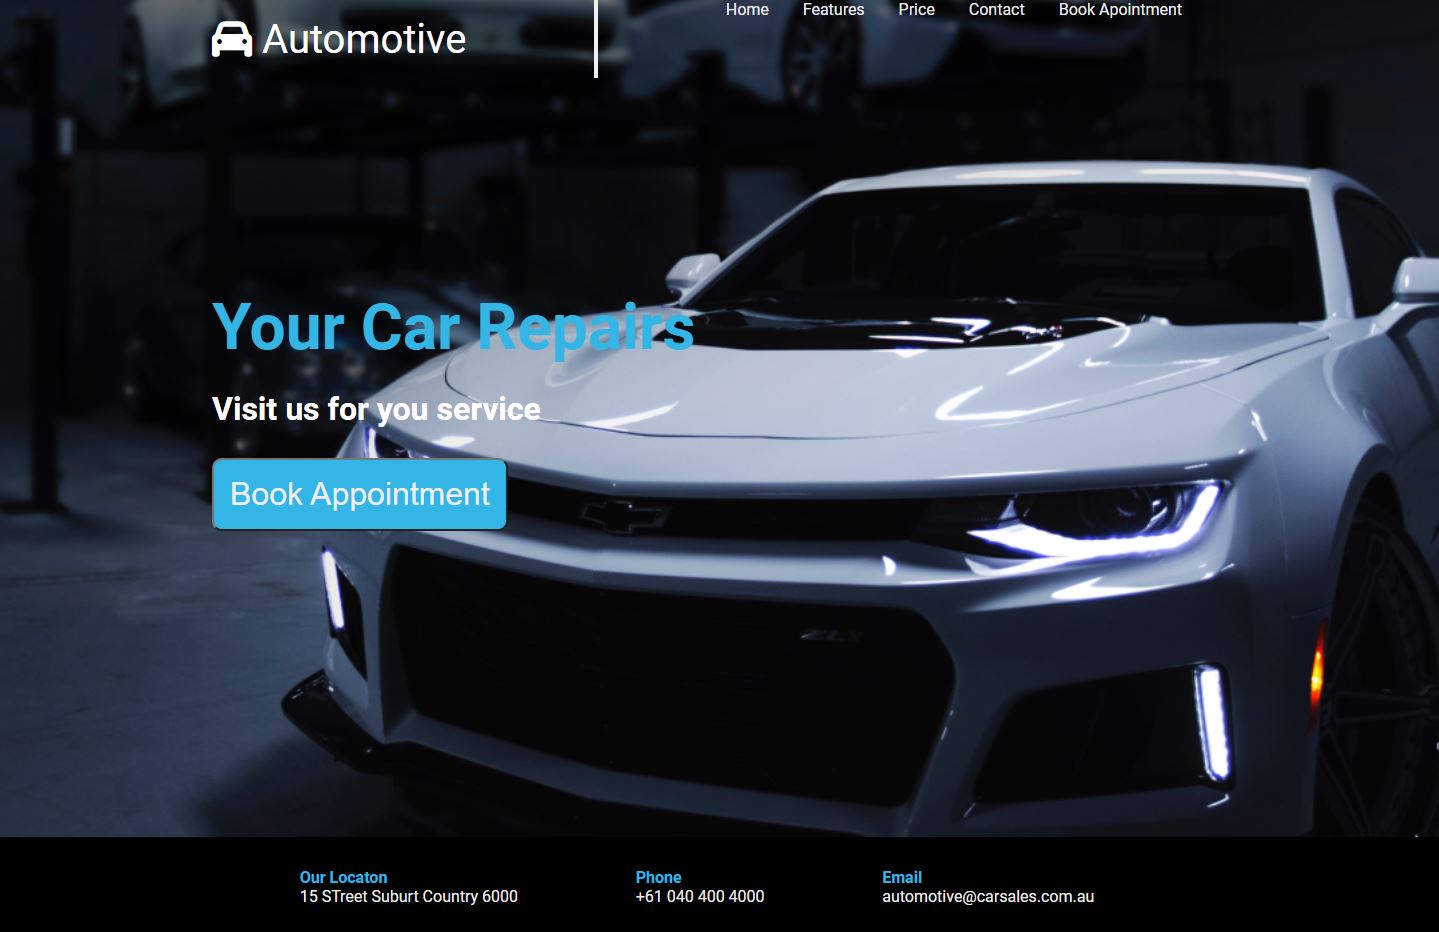 Automotive
Home Features Price Contact Book Apointment
Your Car Repairs
Visit us for you service
Book Appointment
ZL1
Our Locaton
15 STreet Suburt Country 6000
Phone
+61 040 400 4000
Email
automotive@carsales.com.au